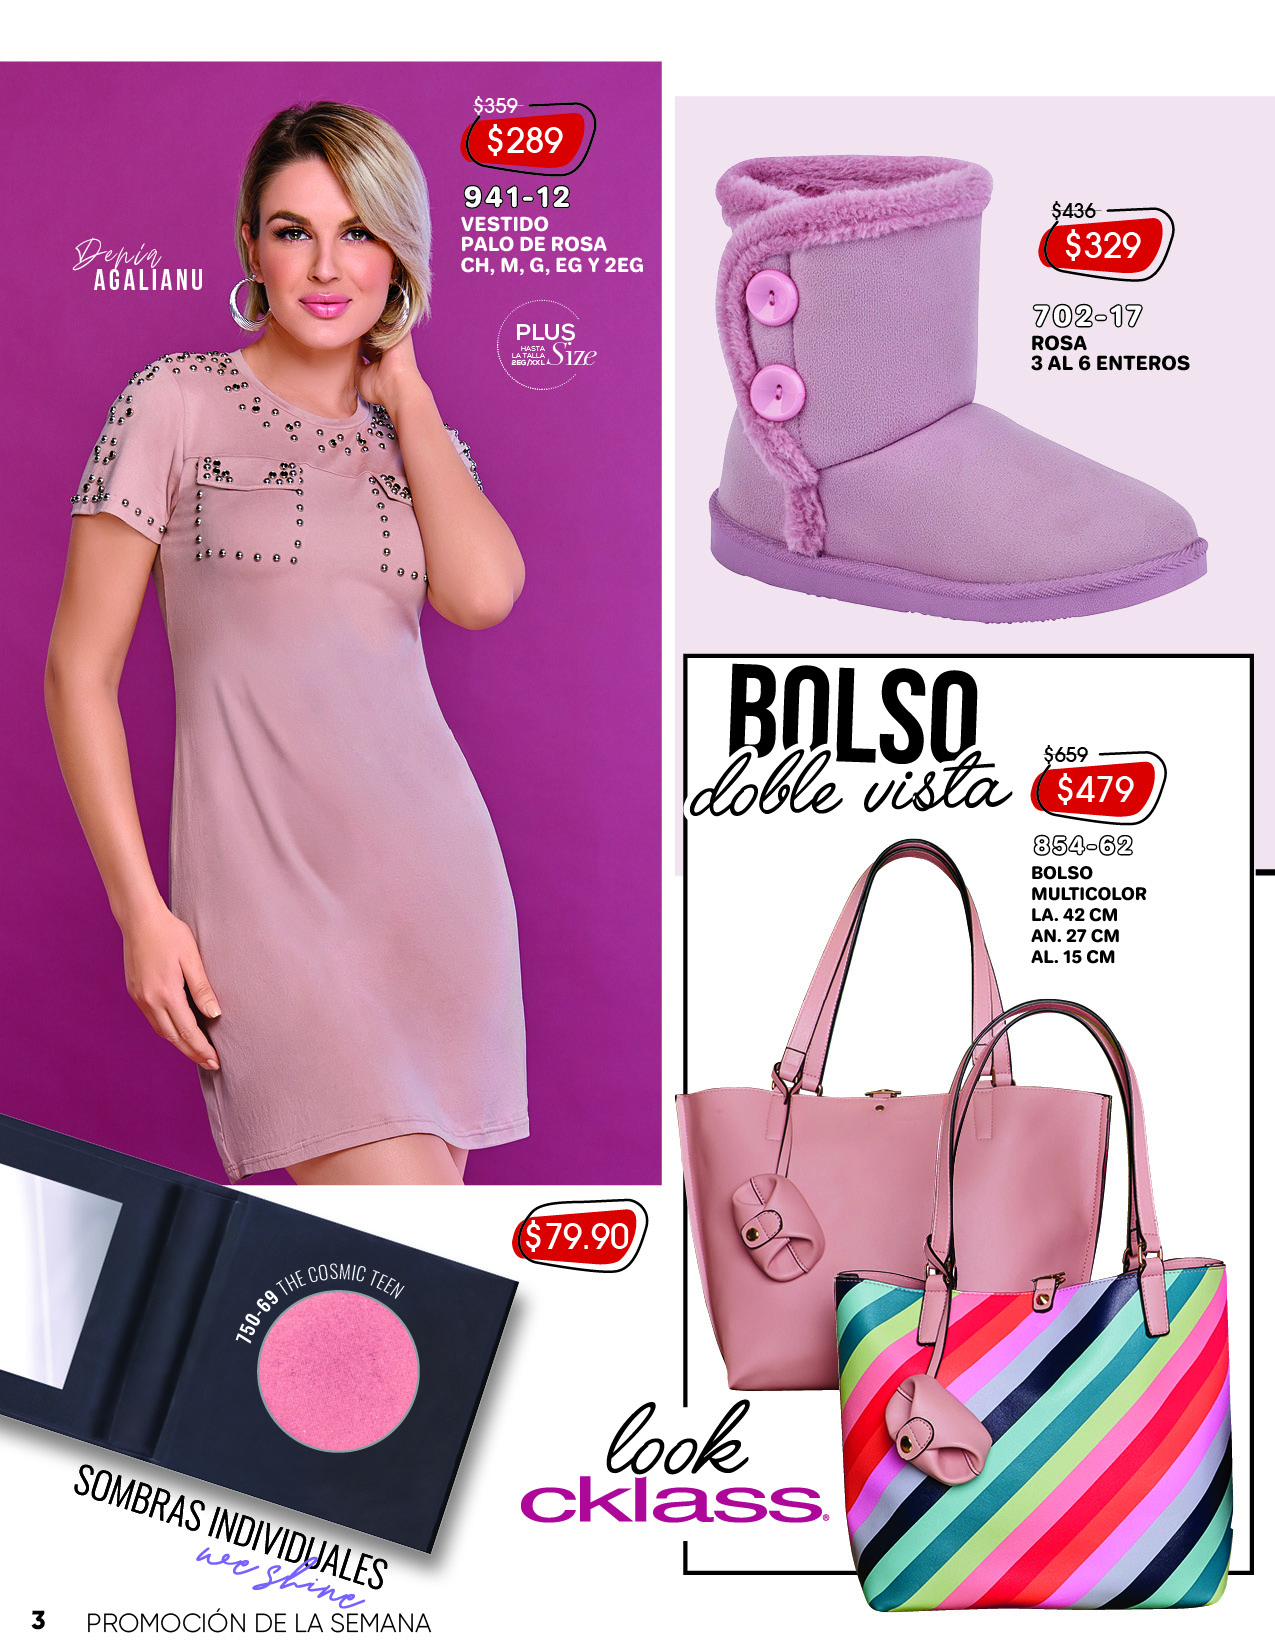 $359
$289
941-12
VESTIDO
PALO DE ROSA
CH, M, G, EG Y 2EG
Denia
AGALIANU
PLUS
HASTA
LA TALLA
2EG/XXL
Size
$436
$329
702-17
ROSA
3 AL 6 ENTEROS
BOLSO
doble vista
$659
$479
854-62
BOLSO
MULTICOLOR
LA. 42 CM
AN. 27 CM
AL. 15 CM
$79.90
750-69 THE COSMIC TEEN
SOMBRAS INDIVIDUALES
we shine
look
cklass®
3 PROMOCIÓN DE LA SEMANA